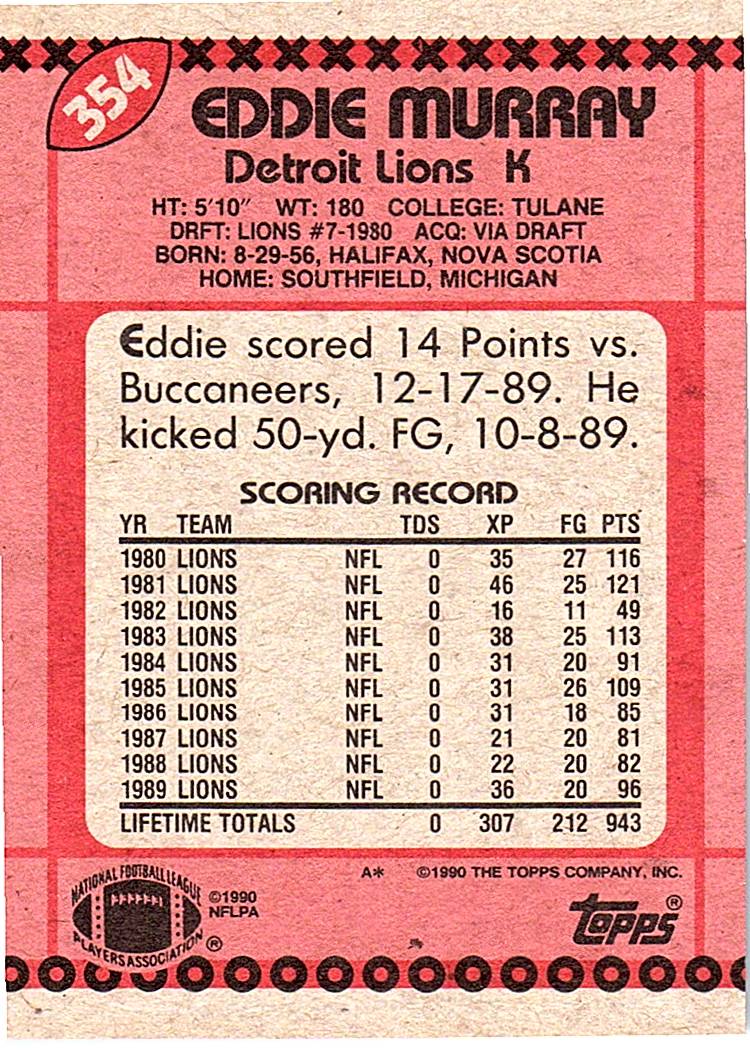 354
EDDIE MURRAY
Detroit Lions K
HT: 5'10" WT: 180 COLLEGE: TULANE
DRFT: LIONS #7-1980 ACQ: VIA DRAFT
BORN: 8-29-56, HALIFAX, NOVA SCOTIA
HOME: SOUTHFIELD, MICHIGAN
Eddie scored 14 Points vs.
Buccaneers, 12-17-89. He
kicked 50-yd. FG, 10-8-89.
SCORING RECORD
YR TEAM TDS XP FG PTS
1980 LIONS NFL 0 35 27 116
1981 LIONS NFL 0 46 25 121
1982 LIONS NFL 0 16 11 49
1983 LIONS NFL 0 38 25 113
1984 LIONS NFL 0 31 20 91
1985 LIONS NFL 0 31 26 109
1986 LIONS NFL 0 31 18 85
1987 LIONS NFL 0 21 20 81
1988 LIONS NFL 0 22 20 82
1989 LIONS NFL 0 36 20 96
LIFETIME TOTALS 0 307 212 943
A* ©1990 THE TOPPS COMPANY, INC.
NATIONAL FOOTBALL LEAGUE
PLAYERS ASSOCIATION ®
©1990
NFLPA
topps ®